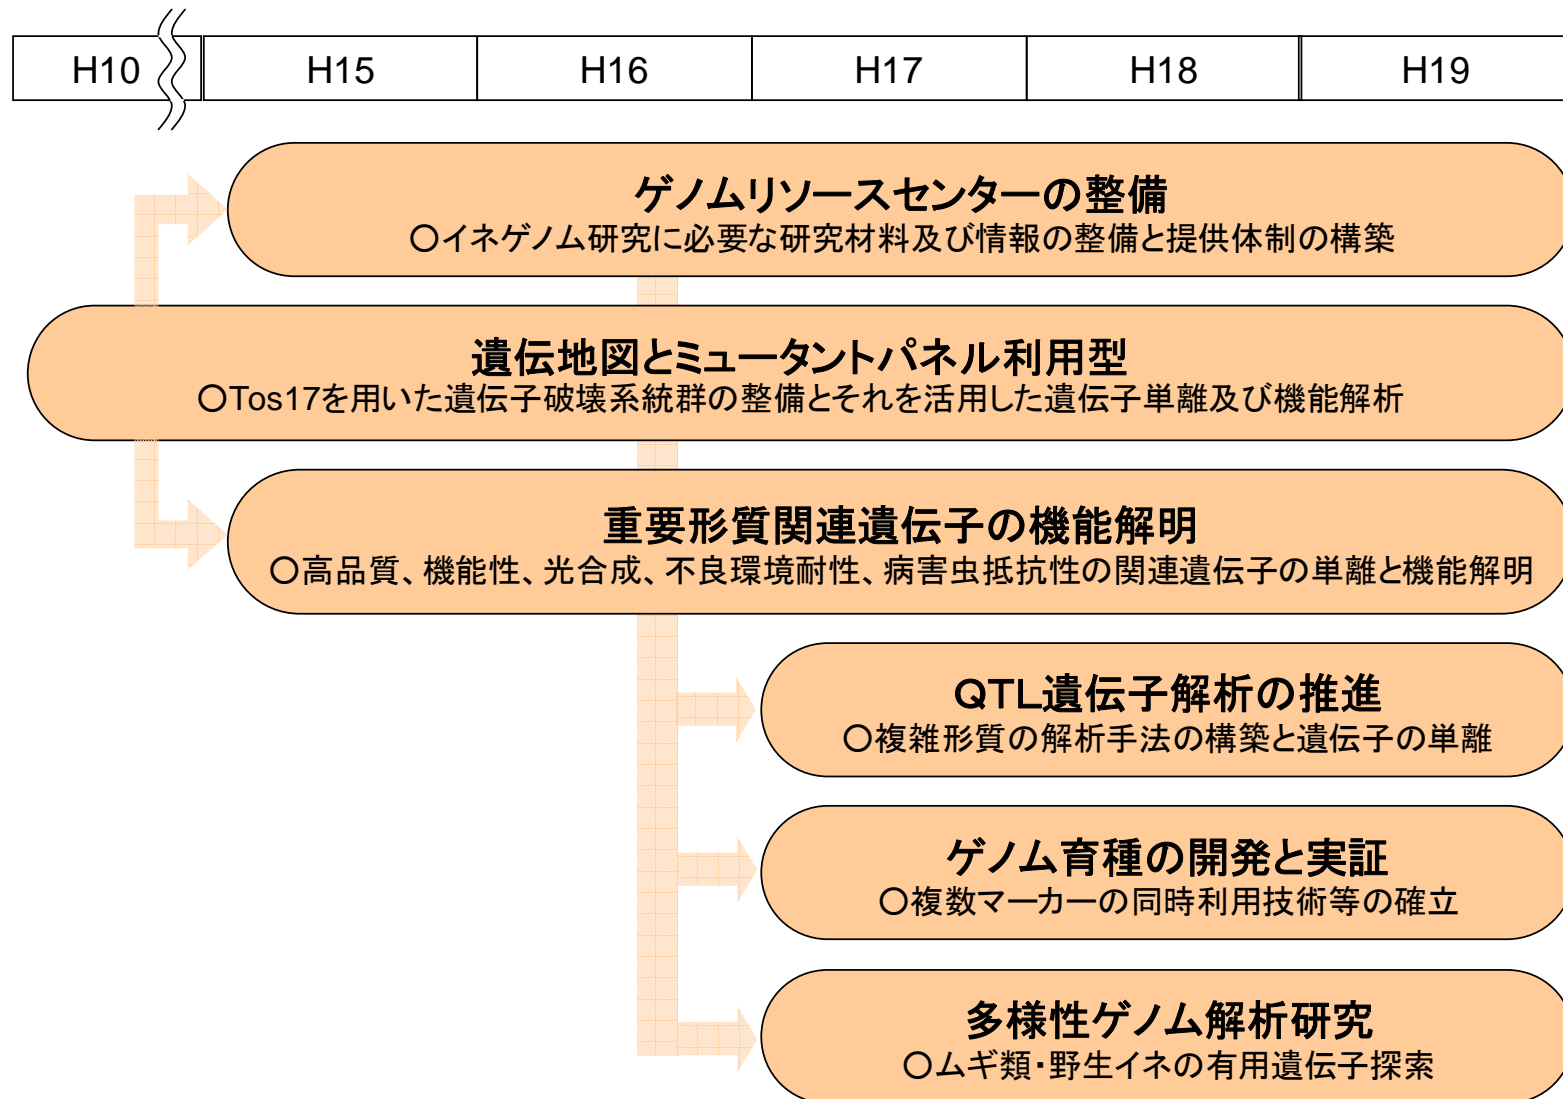 H10 H15 H16 H17 H18 H19
ゲノムリソースセンターの整備
○イネゲノム研究に必要な研究材料及び情報の整備と提供体制の構築
遺伝地図とミュータントパネル利用型
○Tos17を用いた遺伝子破壊系統群の整備とそれを活用した遺伝子単離及び機能解析
重要形質関連遺伝子の機能解明
○高品質、機能性、光合成、不良環境耐性、病害虫抵抗性の関連遺伝子の単離と機能解明
QTL遺伝子解析の推進
○複雑形質の解析手法の構築と遺伝子の単離
ゲノム育種の開発と実証
○複数マーカーの同時利用技術等の確立
多様性ゲノム解析研究
○ムギ類・野生イネの有用遺伝子探索